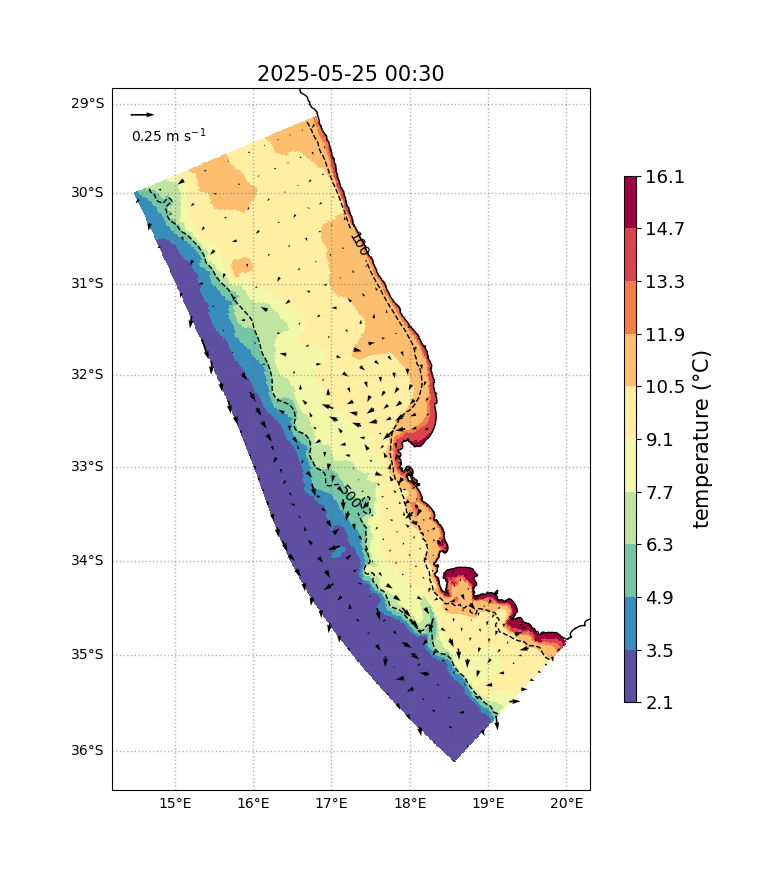 2025-05-25 00:30
0.25 m s⁻¹
29°S
30°S
31°S
32°S
33°S
34°S
35°S
36°S
15°E
16°E
17°E
18°E
19°E
20°E
100
500
16.1
14.7
13.3
11.9
10.5
9.1
7.7
6.3
4.9
3.5
2.1
temperature (°C)